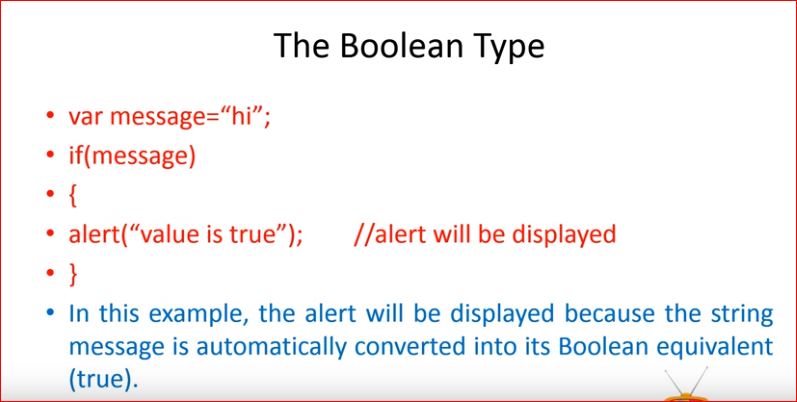 The Boolean Type
• var message=“hi”;
• if(message)
• {
• alert(“value is true”); //alert will be displayed
• }
• In this example, the alert will be displayed because the string
message is automatically converted into its Boolean equivalent
(true).